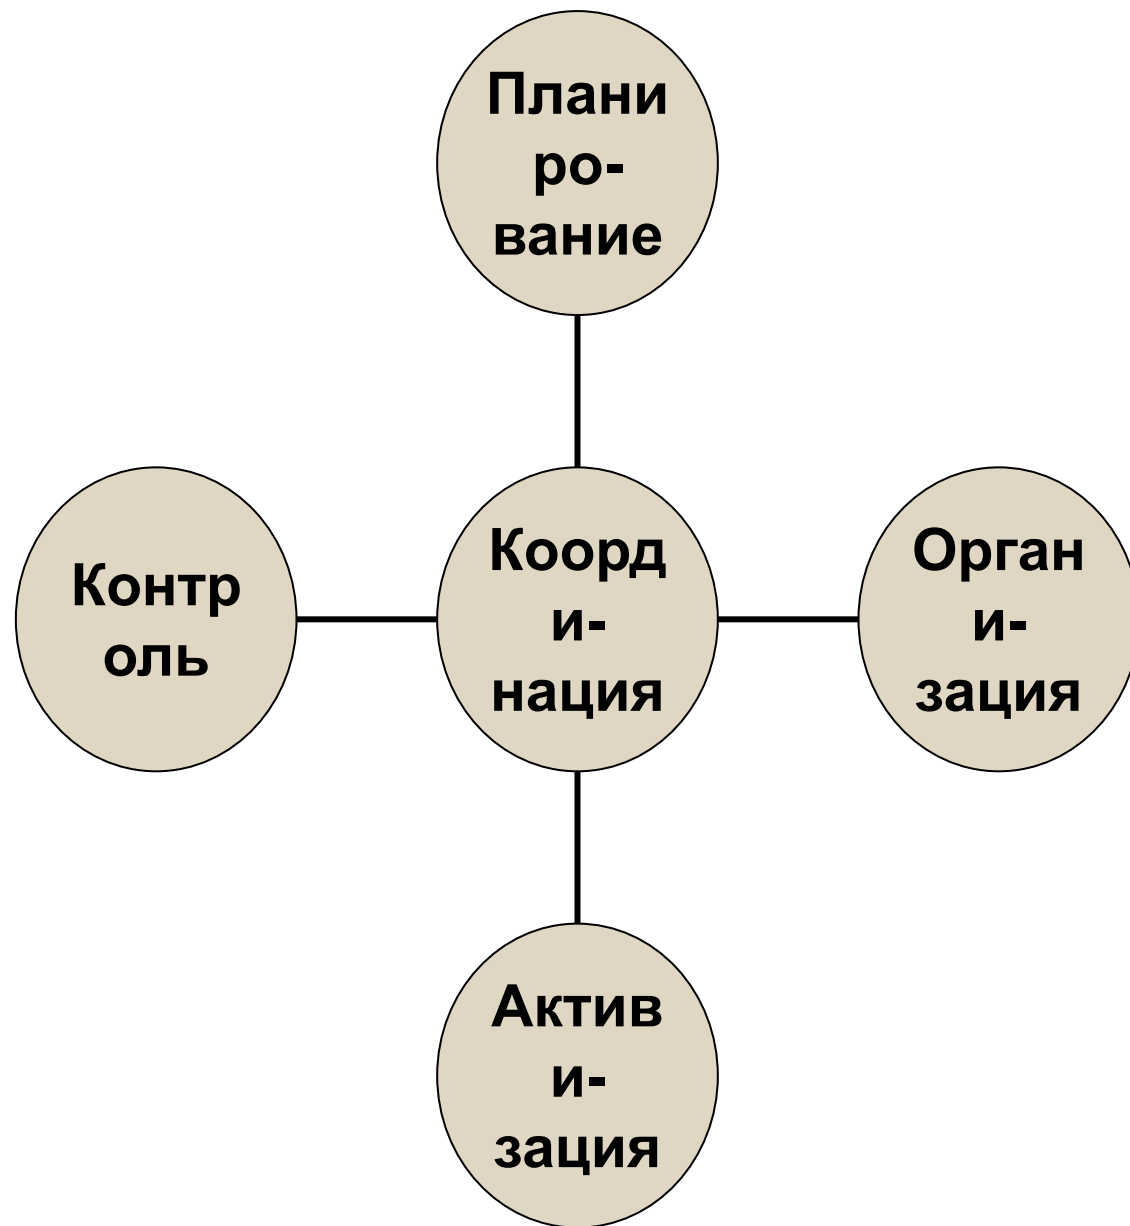 Плани
ро-
вание
Контр
оль
Коорд
и-
нация
Орган
и-
зация
Актив
и-
зация